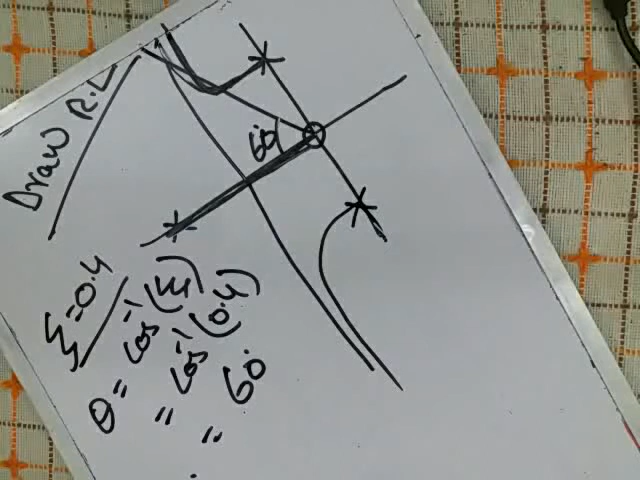 Draw R.L
60°
ξ=0.4
θ = cos⁻¹(ξ)
= cos⁻¹(0.4)
= 60°